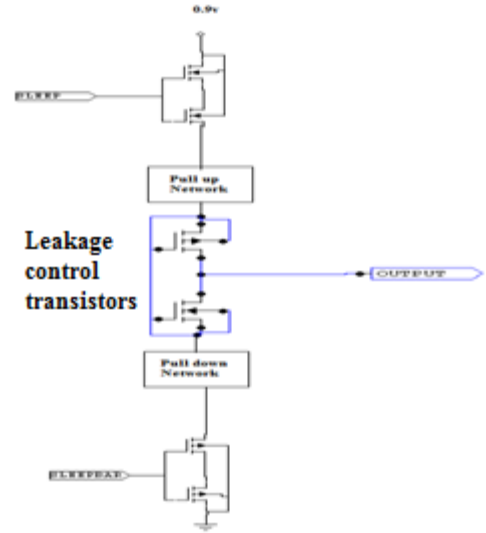 0.9v
SLEEP
Pull up
Network
Leakage
control
transistors
OUTPUT
Pull down
Network
SLEEPBAR